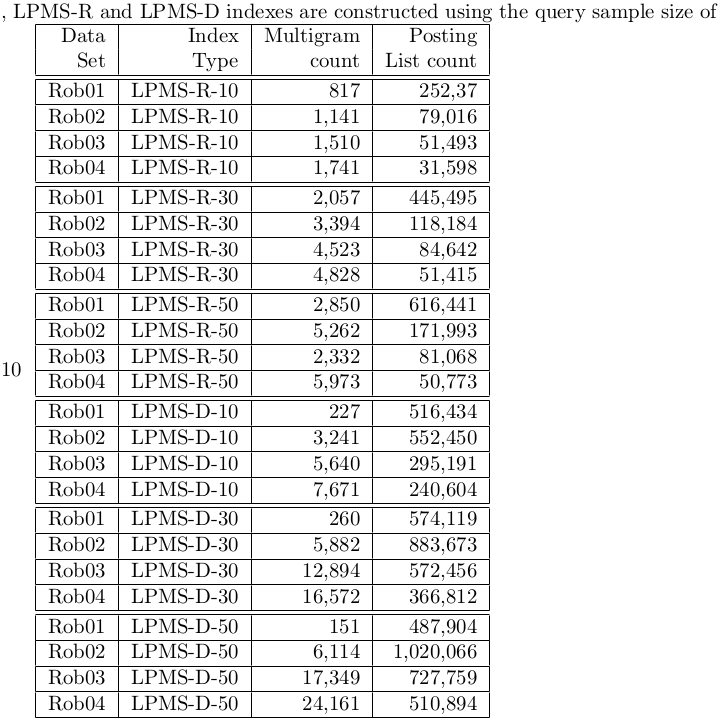 , LPMS-R and LPMS-D indexes are constructed using the query sample size of
Data Index Multigram Posting
Set Type count List count
Rob01 LPMS-R-10 817 252,37
Rob02 LPMS-R-10 1,141 79,016
Rob03 LPMS-R-10 1,510 51,493
Rob04 LPMS-R-10 1,741 31,598
Rob01 LPMS-R-30 2,057 445,495
Rob02 LPMS-R-30 3,394 118,184
Rob03 LPMS-R-30 4,523 84,642
Rob04 LPMS-R-30 4,828 51,415
Rob01 LPMS-R-50 2,850 616,441
Rob02 LPMS-R-50 5,262 171,993
Rob03 LPMS-R-50 2,332 81,068
10
Rob04 LPMS-R-50 5,973 50,773
Rob01 LPMS-D-10 227 516,434
Rob02 LPMS-D-10 3,241 552,450
Rob03 LPMS-D-10 5,640 295,191
Rob04 LPMS-D-10 7,671 240,604
Rob01 LPMS-D-30 260 574,119
Rob02 LPMS-D-30 5,882 883,673
Rob03 LPMS-D-30 12,894 572,456
Rob04 LPMS-D-30 16,572 366,812
Rob01 LPMS-D-50 151 487,904
Rob02 LPMS-D-50 6,114 1,020,066
Rob03 LPMS-D-50 17,349 727,759
Rob04 LPMS-D-50 24,161 510,894